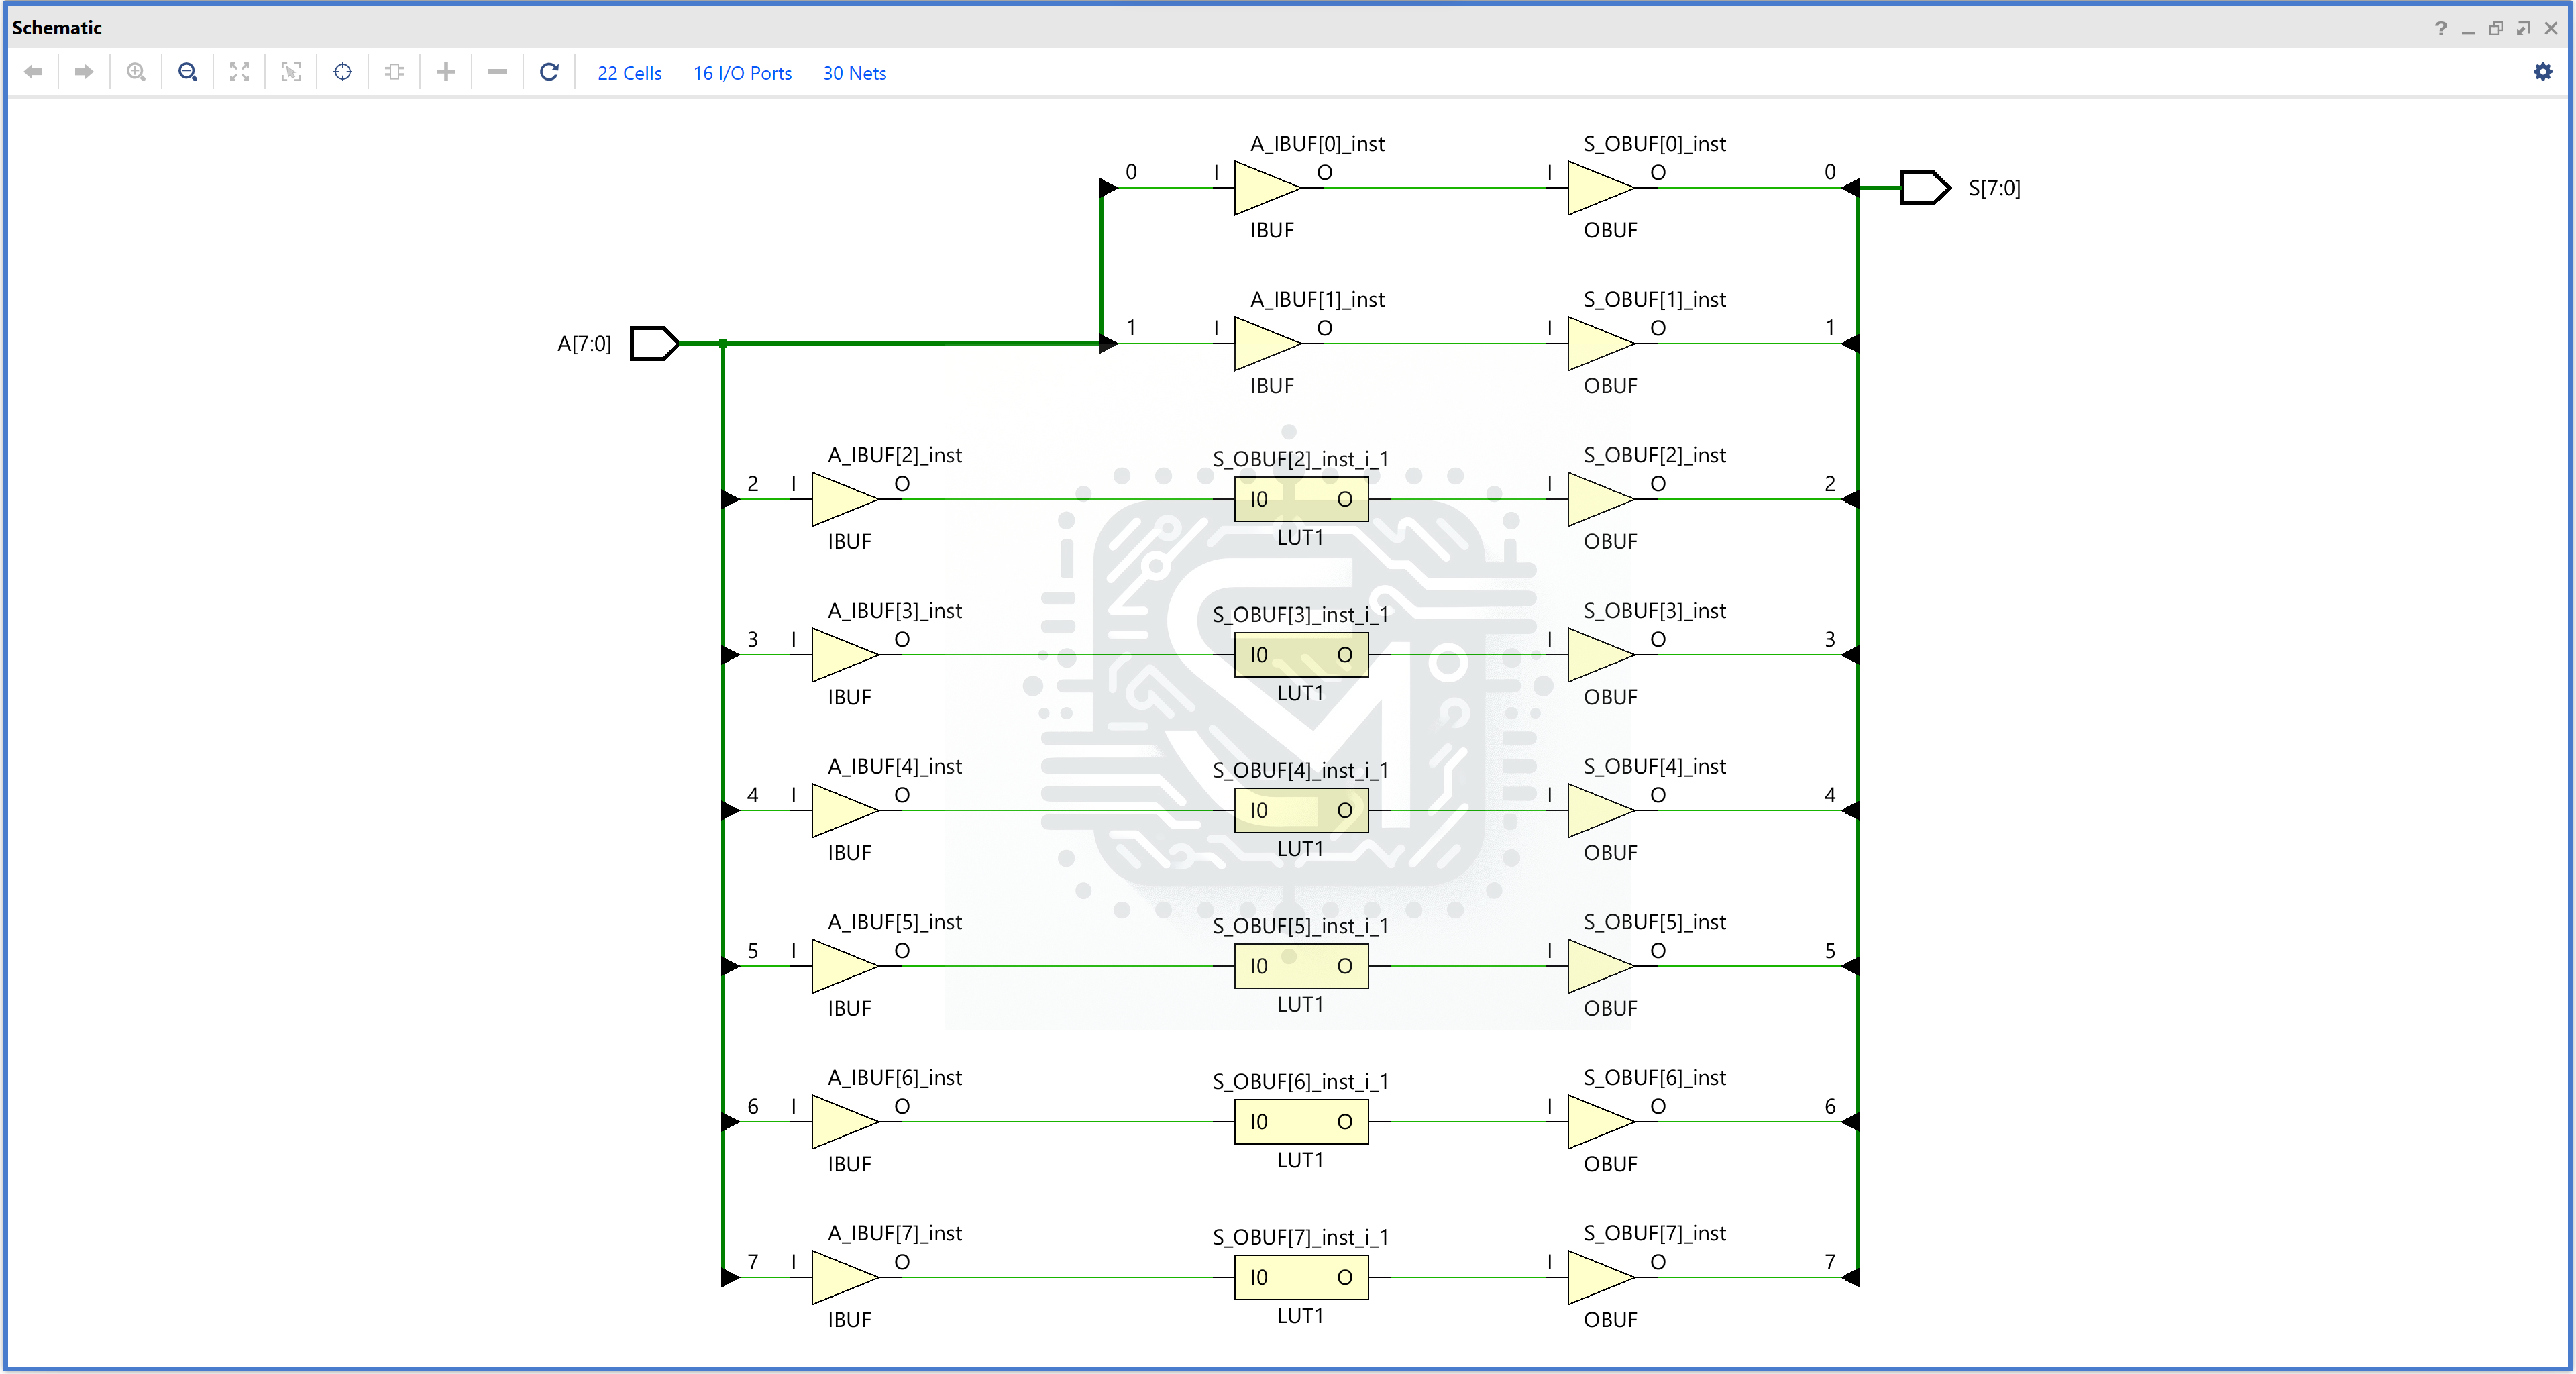 Schematic
22 Cells 16 I/O Ports 30 Nets
A_IBUF[0]_inst S_OBUF[0]_inst
0 I O I O 0
S[7:0]
IBUF OBUF
A_IBUF[1]_inst S_OBUF[1]_inst
1 I O I O 1
A[7:0]
IBUF OBUF
A_IBUF[2]_inst S_OBUF[2]_inst_i_1 S_OBUF[2]_inst
2 I O I0 O I O 2
IBUF LUT1 OBUF
A_IBUF[3]_inst S_OBUF[3]_inst_i_1 S_OBUF[3]_inst
3 I O I0 O I O 3
IBUF LUT1 OBUF
A_IBUF[4]_inst S_OBUF[4]_inst_i_1 S_OBUF[4]_inst
4 I O I0 O I O 4
IBUF LUT1 OBUF
A_IBUF[5]_inst S_OBUF[5]_inst_i_1 S_OBUF[5]_inst
5 I O I0 O I O 5
IBUF LUT1 OBUF
A_IBUF[6]_inst S_OBUF[6]_inst_i_1 S_OBUF[6]_inst
6 I O I0 O I O 6
IBUF LUT1 OBUF
A_IBUF[7]_inst S_OBUF[7]_inst_i_1 S_OBUF[7]_inst
7 I O I0 O I O 7
IBUF LUT1 OBUF